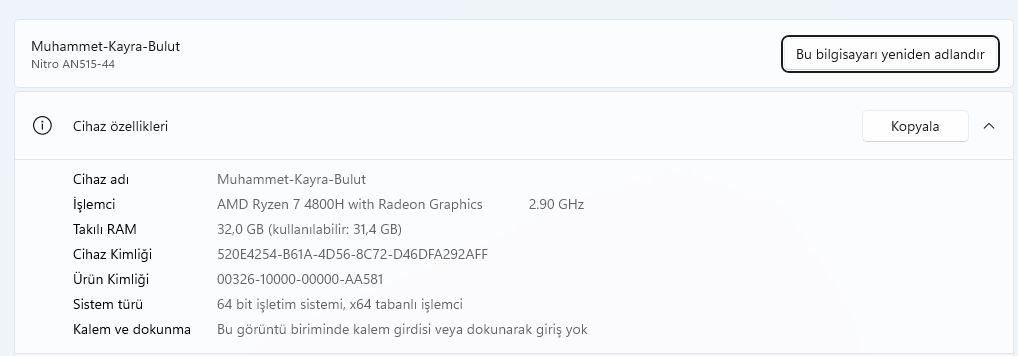 Muhammet-Kayra-Bulut
Nitro AN515-44
Bu bilgisayarı yeniden adlandır
Cihaz özellikleri
Kopyala
Cihaz adı Muhammet-Kayra-Bulut
İşlemci AMD Ryzen 7 4800H with Radeon Graphics 2.90 GHz
Takılı RAM 32,0 GB (kullanılabilir: 31,4 GB)
Cihaz Kimliği 520E4254-B61A-4D56-8C72-D46DFA292AFF
Ürün Kimliği 00326-10000-00000-AA581
Sistem türü 64 bit işletim sistemi, x64 tabanlı işlemci
Kalem ve dokunma Bu görüntü biriminde kalem girdisi veya dokunarak giriş yok